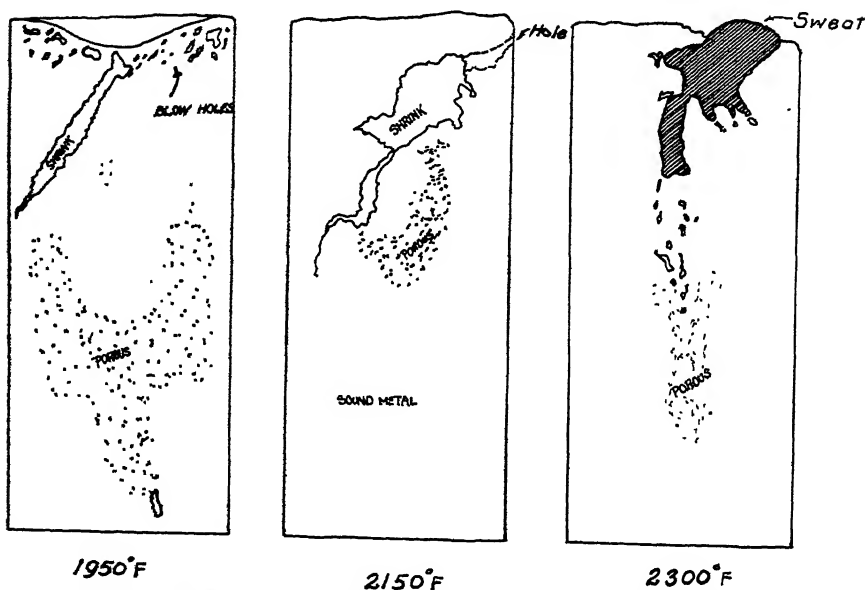 BLOW HOLES
SHRINK
POROUS
1950°F
Hole
SHRINK
POROUS
SOUND METAL
2150°F
Sweat
POROUS
2300°F